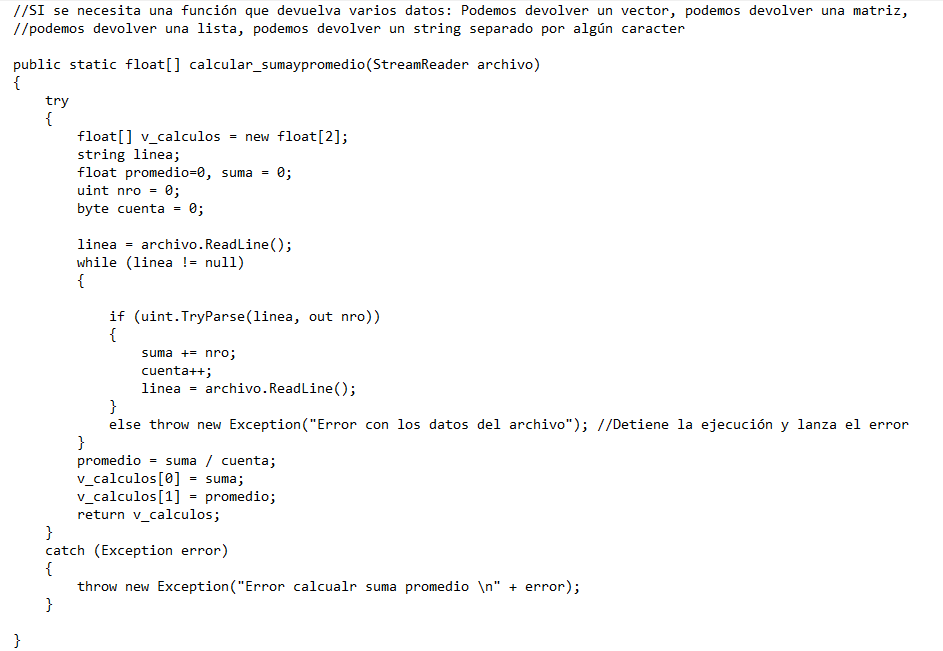 //SI se necesita una función que devuelva varios datos: Podemos devolver un vector, podemos devolver una matriz,
//podemos devolver una lista, podemos devolver un string separado por algún caracter
public static float[] calcular_sumaypromedio(StreamReader archivo)
{
try
{
float[] v_calculos = new float[2];
string linea;
float promedio=0, suma = 0;
uint nro = 0;
byte cuenta = 0;
linea = archivo.ReadLine();
while (linea != null)
{
if (uint.TryParse(linea, out nro))
{
suma += nro;
cuenta++;
linea = archivo.ReadLine();
}
else throw new Exception("Error con los datos del archivo"); //Detiene la ejecución y lanza el error
}
promedio = suma / cuenta;
v_calculos[0] = suma;
v_calculos[1] = promedio;
return v_calculos;
}
catch (Exception error)
{
throw new Exception("Error calcualr suma promedio \n" + error);
}
}